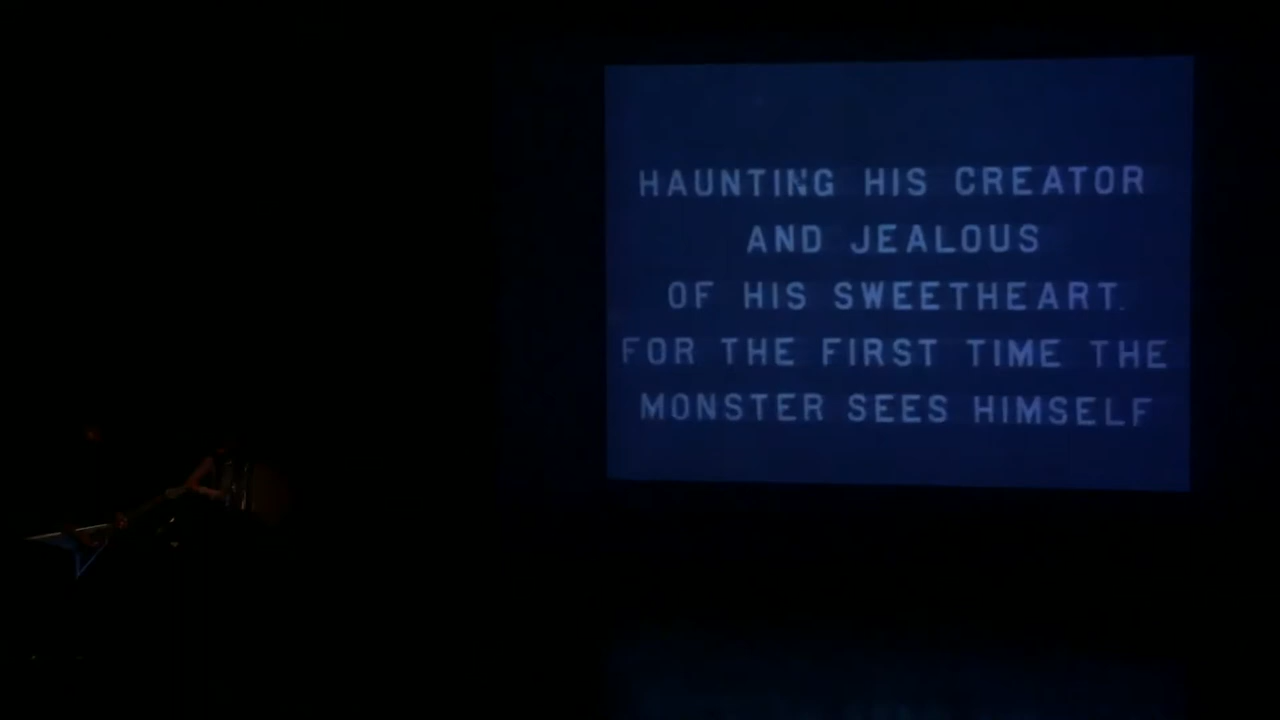 HAUNTING HIS CREATOR
AND JEALOUS
OF HIS SWEETHEART.
FOR THE FIRST TIME THE
MONSTER SEES HIMSELF